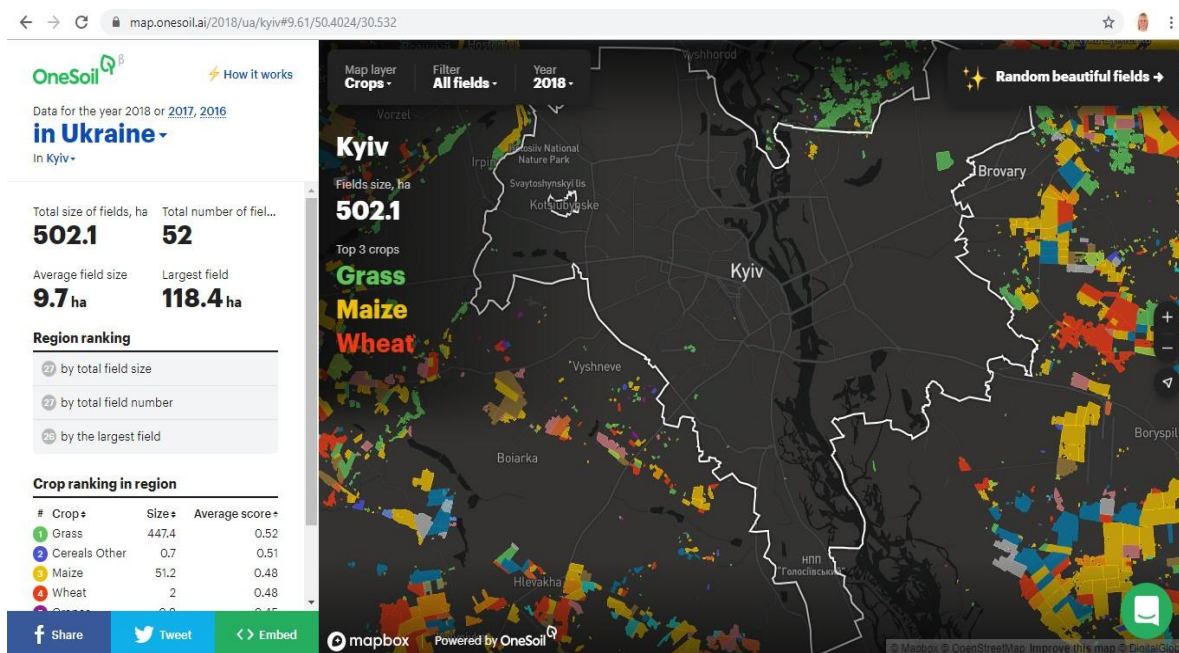 map.onesoil.ai/2018/ua/kyiv#9.61/50.4024/30.532
OneSoil β
How it works
Data for the year 2018 or 2017, 2016
in Ukraine
In Kyiv
Total size of fields, ha
Total number of fiel...
502.1
52
Average field size
Largest field
9.7 ha
118.4 ha
Region ranking
27 by total field size
27 by total field number
26 by the largest field
Crop ranking in region
# Crop Size Average score
1 Grass 447.4 0.52
2 Cereals Other 0.7 0.51
3 Maize 51.2 0.48
4 Wheat 2 0.48
Share
Tweet
<> Embed
Map layer
Crops
Filter
All fields
Year
2018
Random beautiful fields →
Kyiv
Fields size, ha
502.1
Top 3 crops
Grass
Maize
Wheat
Hostomel
Vyshhorod
Vorzel
Irpin
National
Nature Park
Svyatoshynskyi lis
Kotsiubynske
Brovary
Kyiv
Vyshneve
Boiarka
Boryspil
Hlevakha
НПП
"Голосіївський"
+
−
mapbox
Powered by OneSoil
© Mapbox © OpenStreetMap Improve this map © DigitalGlob